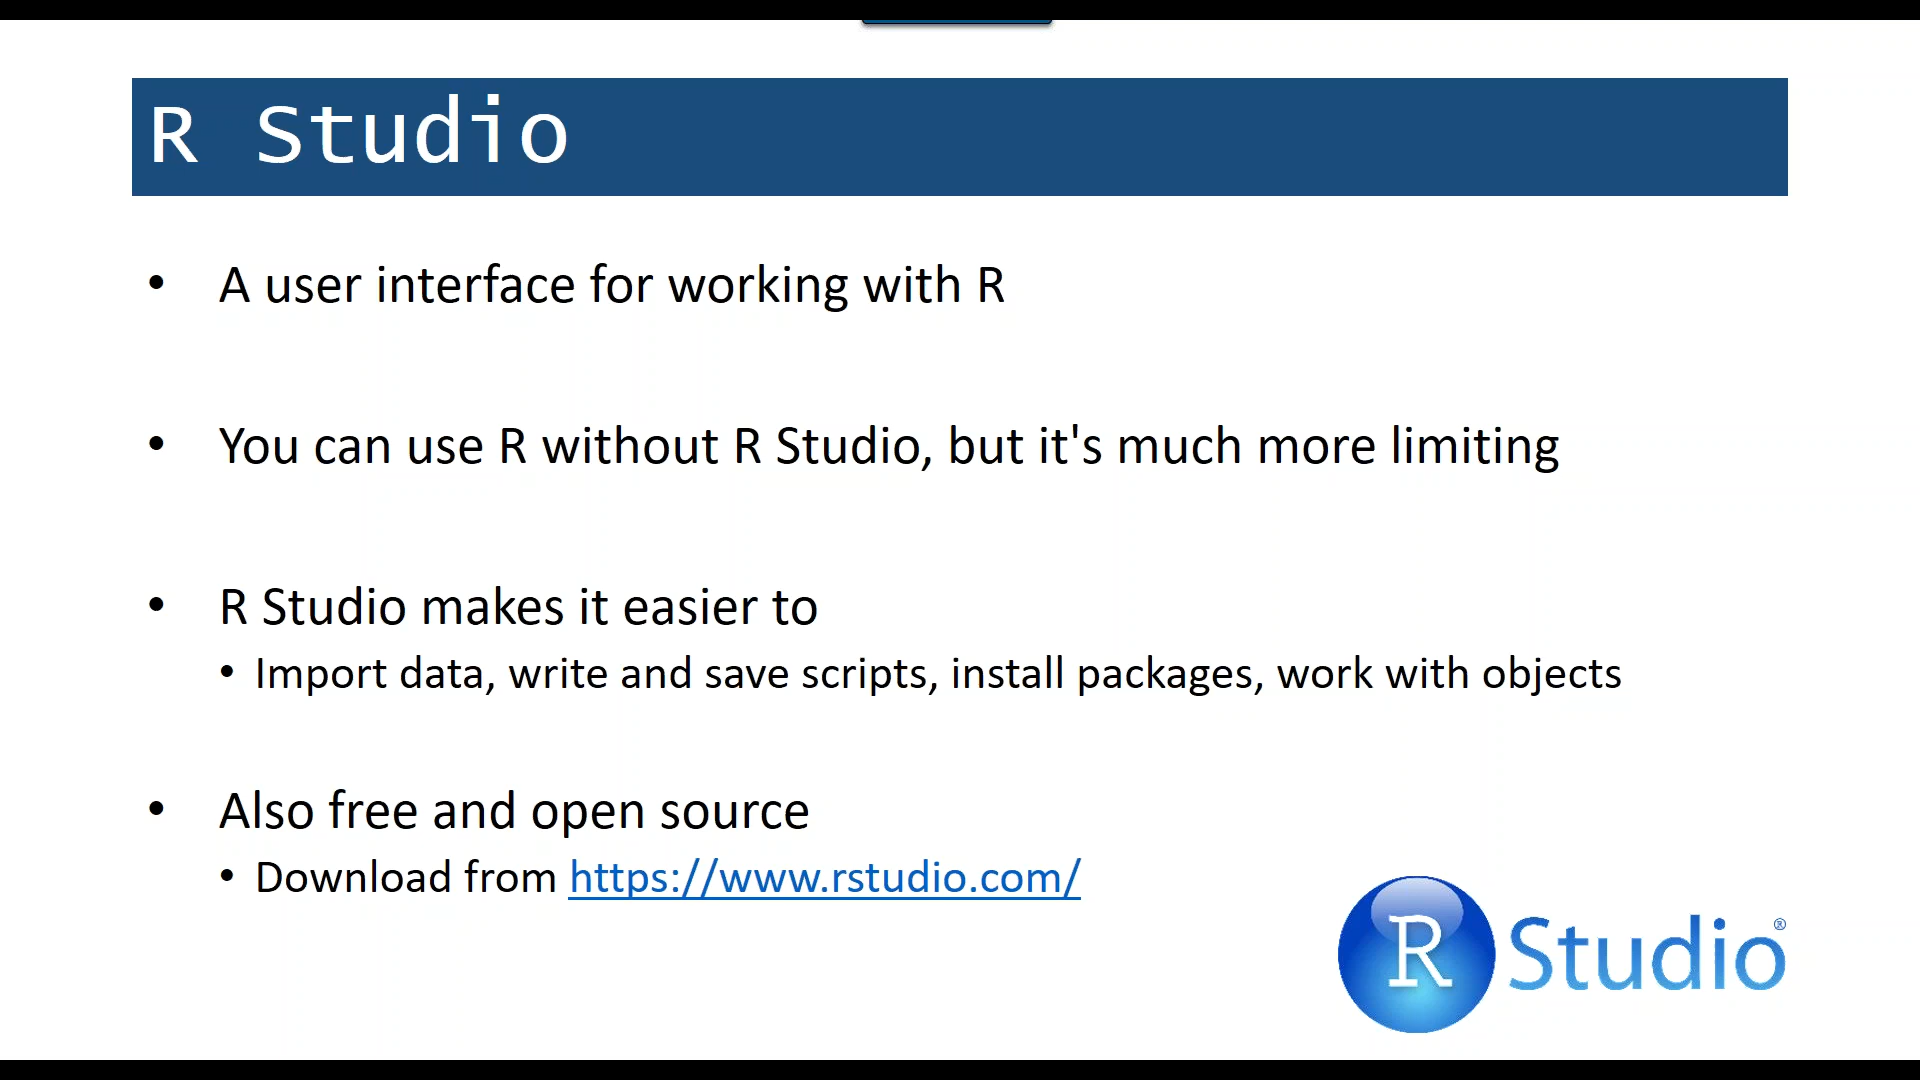 R Studio
• A user interface for working with R
• You can use R without R Studio, but it's much more limiting
• R Studio makes it easier to
• Import data, write and save scripts, install packages, work with objects
• Also free and open source
• Download from https://www.rstudio.com/
R Studio®